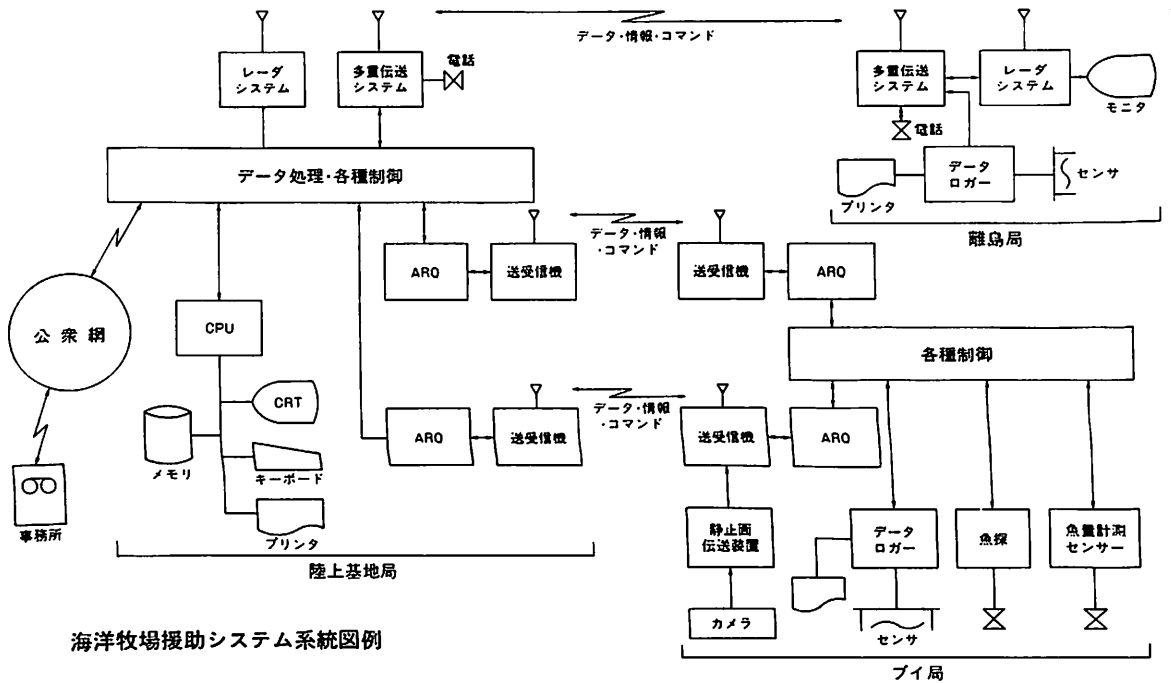 データ・情報・コマンド
レーダ
システム
多重伝送
システム
電話
データ処理・各種制御
ARQ
送受信機
データ・情報
・コマンド
公衆網
CPU
CRT
メモリ
キーボード
プリンタ
事務所
ARQ
送受信機
データ・情報
・コマンド
陸上基地局
多重伝送
システム
レーダ
システム
モニタ
電話
データ
ロガー
センサ
プリンタ
離島局
送受信機
ARQ
各種制御
送受信機
ARQ
静止画
伝送装置
カメラ
データ
ロガー
センサ
魚探
魚量計測
センサー
ブイ局
海洋牧場援助システム系統図例